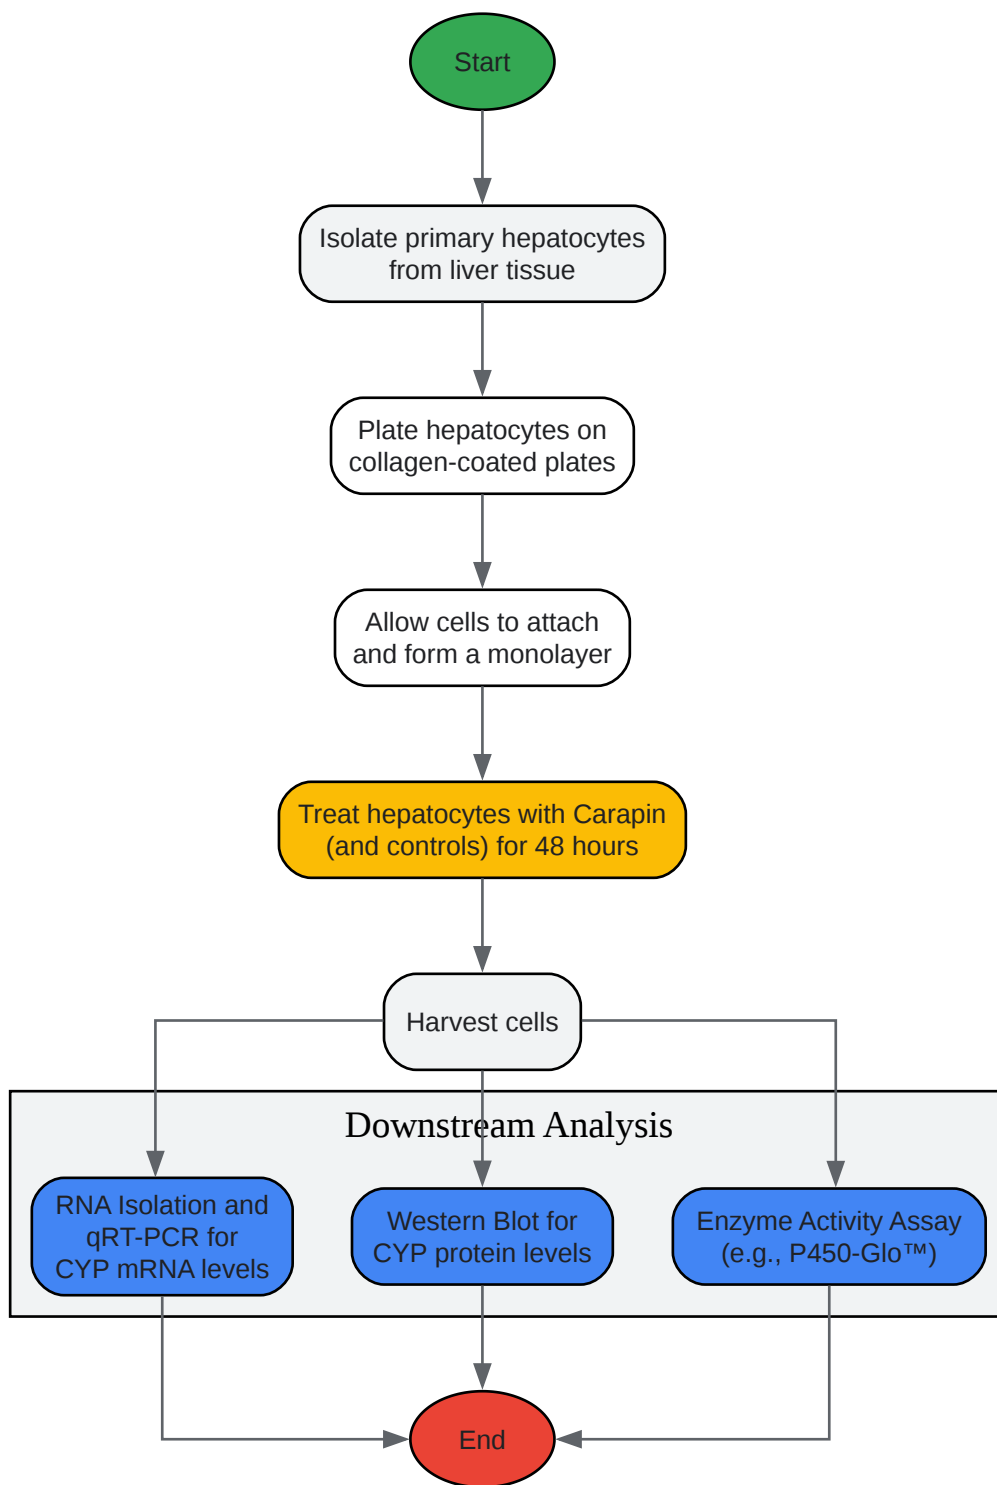 Start
Isolate primary hepatocytes
from liver tissue
Plate hepatocytes on
collagen-coated plates
Allow cells to attach
and form a monolayer
Treat hepatocytes with Carapin
(and controls) for 48 hours
Harvest cells
Downstream Analysis
RNA Isolation and
qRT-PCR for
CYP mRNA levels
Western Blot for
CYP protein levels
Enzyme Activity Assay
(e.g., P450-Glo™)
End